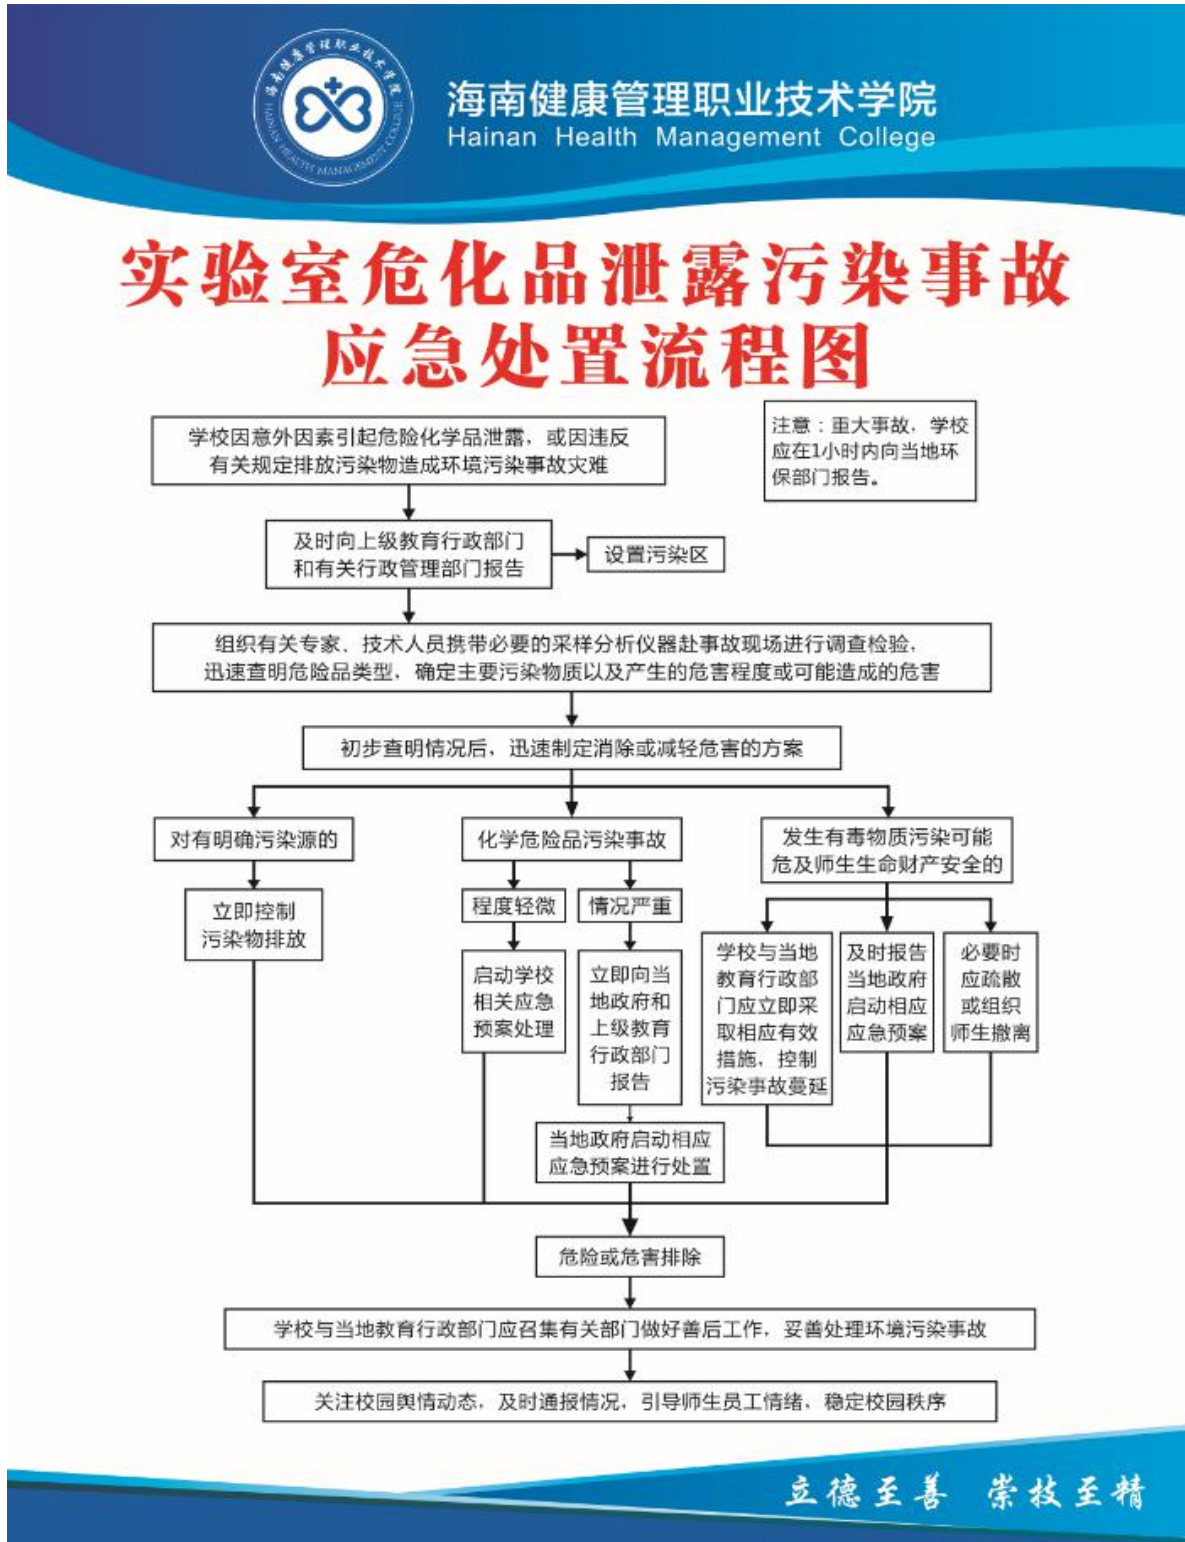 海南健康管理职业技术学院
HAINAN HEALTH MANAGEMENT COLLEGE
海南健康管理职业技术学院
Hainan Health Management College
实验室危化品泄露污染事故
应急处置流程图
学校因意外因素引起危险化学品泄露，或因违反
有关规定排放污染物造成环境污染事故灾难
注意：重大事故，学校
应在1小时内向当地环
保部门报告。
及时向上级教育行政部门
和有关行政管理部门报告
设置污染区
组织有关专家、技术人员携带必要的采样分析仪器赴事故现场进行调查检验，
迅速查明危险品类型，确定主要污染物质以及产生的危害程度或可能造成的危害
初步查明情况后，迅速制定消除或减轻危害的方案
对有明确污染源的
立即控制
污染物排放
化学危险品污染事故
程度轻微
启动学校
相关应急
预案处理
情况严重
立即向当
地政府和
上级教育
行政部门
报告
当地政府启动相应
应急预案进行处置
发生有毒物质污染可能
危及师生生命财产安全的
学校与当地
教育行政部
门应立即采
取相应有效
措施，控制
污染事故蔓延
及时报告
当地政府
启动相应
应急预案
必要时
应疏散
或组织
师生撤离
危险或危害排除
学校与当地教育行政部门应召集有关部门做好善后工作，妥善处理环境污染事故
关注校园舆情动态，及时通报情况，引导师生员工情绪，稳定校园秩序
立德至善 崇技至精